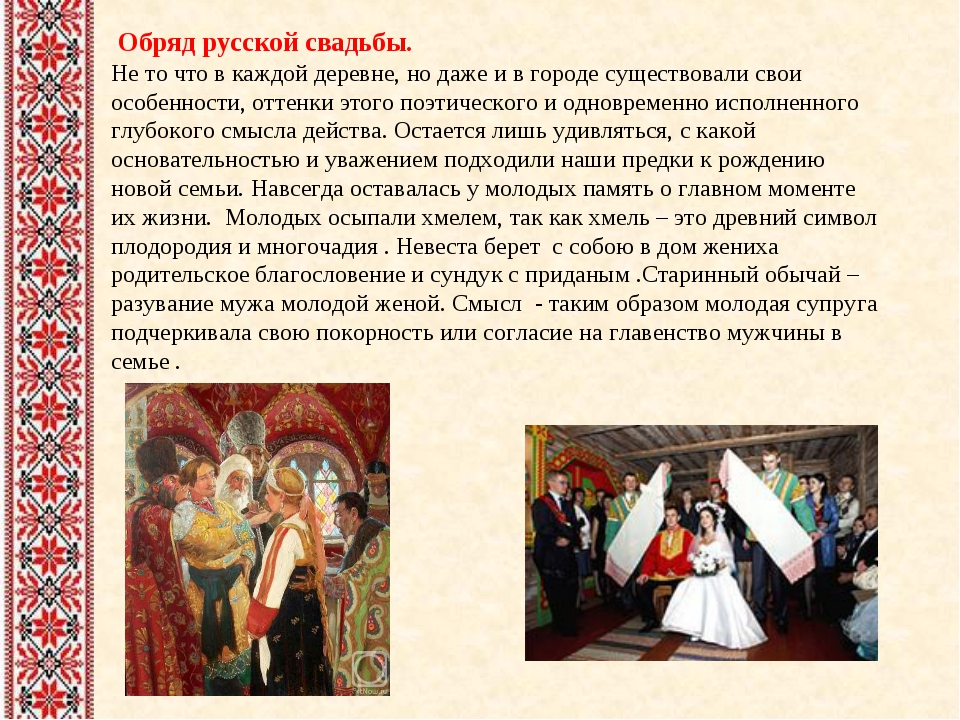 Обряд русской свадьбы.
Не то что в каждой деревне, но даже и в городе существовали свои
особенности, оттенки этого поэтического и одновременно исполненного
глубокого смысла действа. Остается лишь удивляться, с какой
основательностью и уважением подходили наши предки к рождению
новой семьи. Навсегда оставалась у молодых память о главном моменте
их жизни.  Молодых осыпали хмелем, так как хмель – это древний символ
плодородия и многочадия . Невеста берет  с собою в дом жениха
родительское благословение и сундук с приданым .Старинный обычай –
разувание мужа молодой женой. Смысл  - таким образом молодая супруга
подчеркивала свою покорность или согласие на главенство мужчины в
семье .